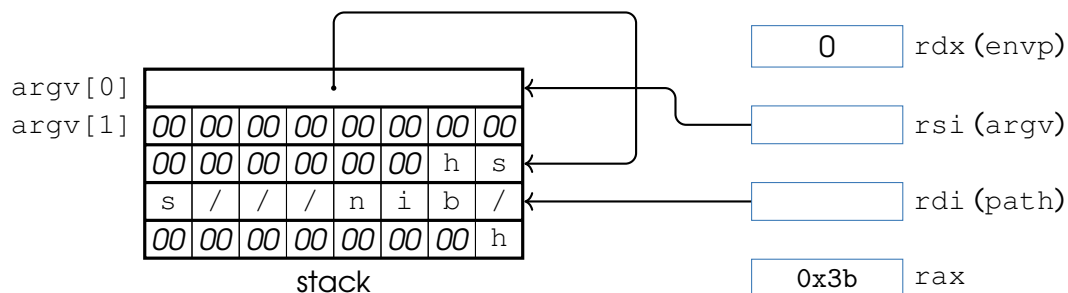 0 rdx (envp)
argv[0]
argv[1] 00 00 00 00 00 00 00 00 rsi (argv)
00 00 00 00 00 00 h s
s / / / n i b / rdi (path)
00 00 00 00 00 00 00 h
stack
0x3b rax